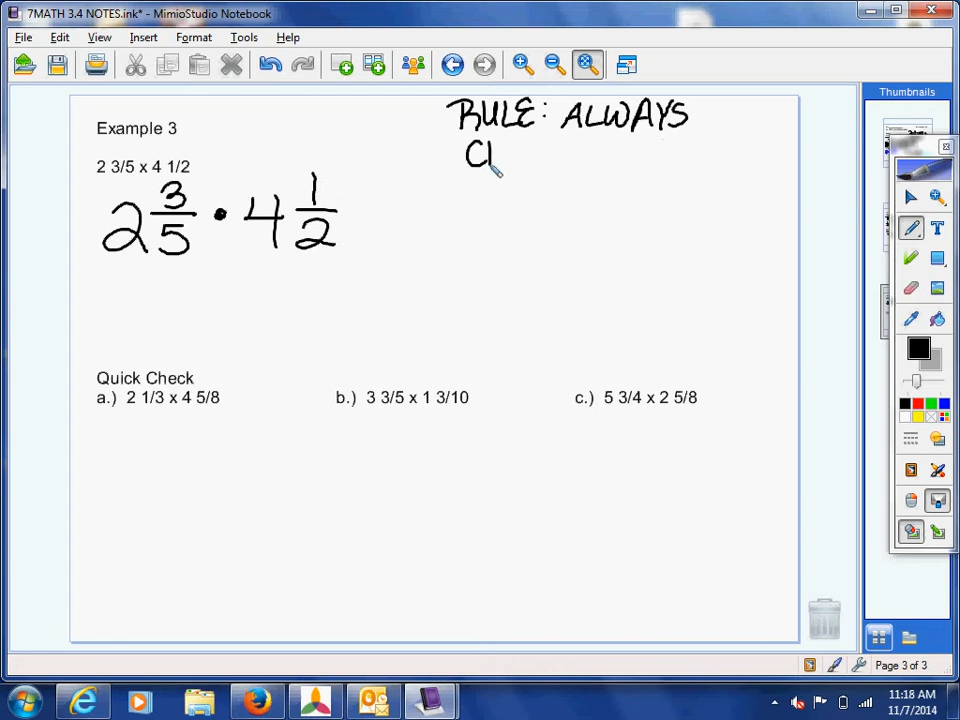 7MATH 3.4 NOTES.ink* - MimioStudio Notebook
File Edit View Insert Format Tools Help
Thumbnails
Example 3
RULE: ALWAYS
2 3/5 x 4 1/2
2 3/5 • 4 1/2
Quick Check
a.) 2 1/3 x 4 5/8 b.) 3 3/5 x 1 3/10 c.) 5 3/4 x 2 5/8
Page 3 of 3
11:18 AM
11/7/2014